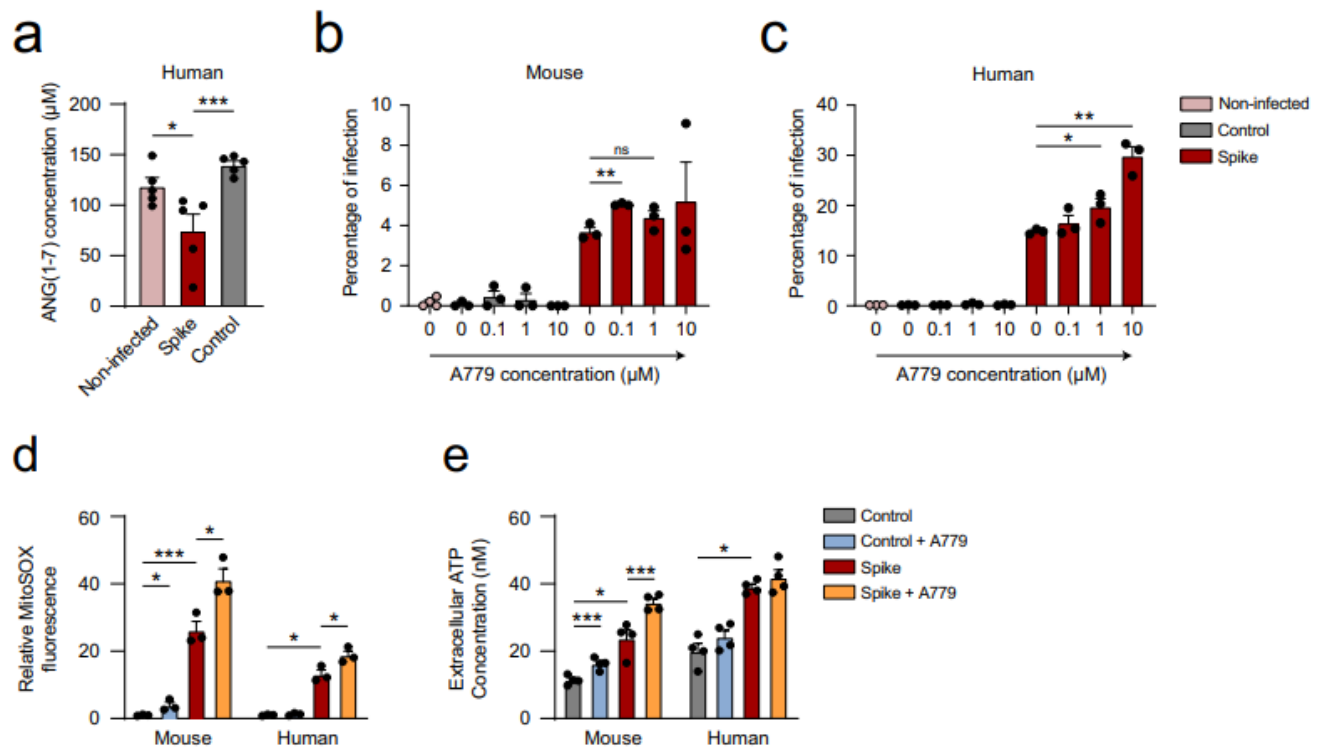 a
Human
ANG(1-7) concentration (µM)
200
150
100
50
0
*
***
Non-infected
Spike
Control
b
Mouse
Percentage of infection
10
8
6
4
2
0
ns
**
0 0 0.1 1 10 0 0.1 1 10
A779 concentration (µM)
c
Human
Percentage of infection
40
30
20
10
0
**
*
0 0 0.1 1 10 0 0.1 1 10
A779 concentration (µM)
Non-infected
Control
Spike
d
Relative MitoSOX
fluorescence
60
40
20
0
***
*
*
*
*
Mouse Human
e
Extracellular ATP
Concentration (nM)
60
40
20
0
*
***
***
*
Mouse Human
Control
Control + A779
Spike
Spike + A779